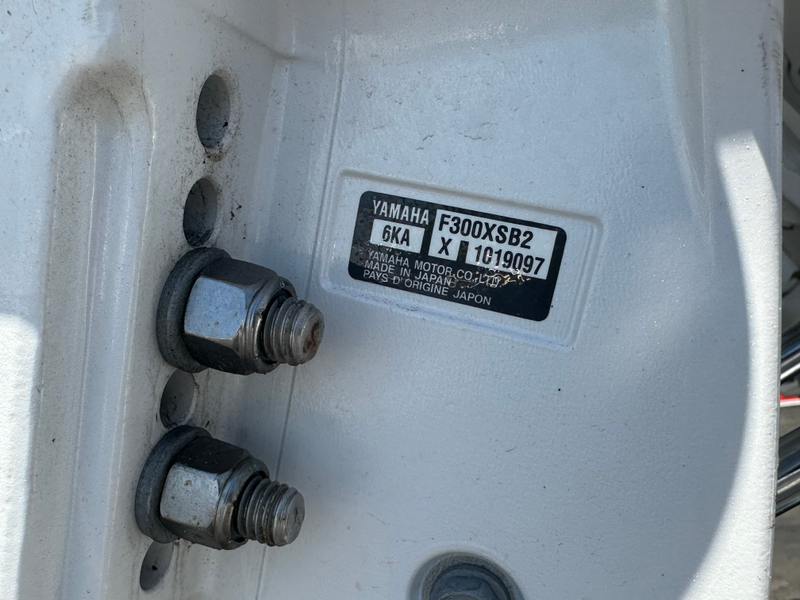 YAMAHA F300XSB2
6KA X 1019097
YAMAHA MOTOR CO., LTD
MADE IN JAPAN
PAYS D'ORIGINE JAPON